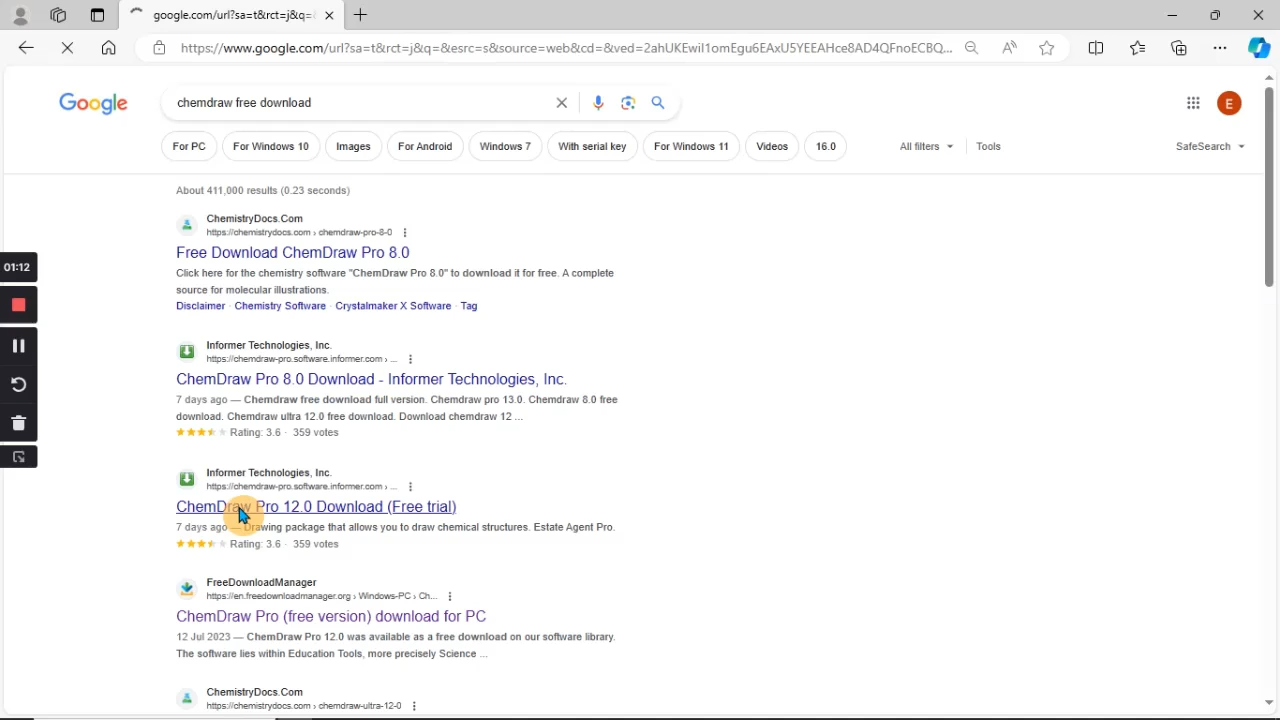 google.com/url?sa=t&rct=j&q=&
https://www.google.com/url?sa=t&rct=j&q=&esrc=s&source=web&cd=&ved=2ahUKEwil1omEgu6EAxU5YEEAHce8AD4QFnoECBQ...
Google
chemdraw free download
E
For PC
For Windows 10
Images
For Android
Windows 7
With serial key
For Windows 11
Videos
16.0
All filters
Tools
SafeSearch
About 411,000 results (0.23 seconds)
ChemistryDocs.Com
https://chemistrydocs.com › chemdraw-pro-8-0
Free Download ChemDraw Pro 8.0
Click here for the chemistry software "ChemDraw Pro 8.0" to download it for free. A complete
source for molecular illustrations.
Disclaimer · Chemistry Software · Crystalmaker X Software · Tag
01:12
Informer Technologies, Inc.
https://chemdraw-pro.software.informer.com › ...
ChemDraw Pro 8.0 Download - Informer Technologies, Inc.
7 days ago — Chemdraw free download full version. Chemdraw pro 13.0. Chemdraw 8.0 free
download. Chemdraw ultra 12.0 free download. Download chemdraw 12 ...
Rating: 3.6 · 359 votes
Informer Technologies, Inc.
https://chemdraw-pro.software.informer.com › ...
ChemDraw Pro 12.0 Download (Free trial)
7 days ago — Drawing package that allows you to draw chemical structures. Estate Agent Pro.
Rating: 3.6 · 359 votes
FreeDownloadManager
https://en.freedownloadmanager.org › Windows-PC › Ch...
ChemDraw Pro (free version) download for PC
12 Jul 2023 — ChemDraw Pro 12.0 was available as a free download on our software library.
The software lies within Education Tools, more precisely Science ...
ChemistryDocs.Com
https://chemistrydocs.com › chemdraw-ultra-12-0